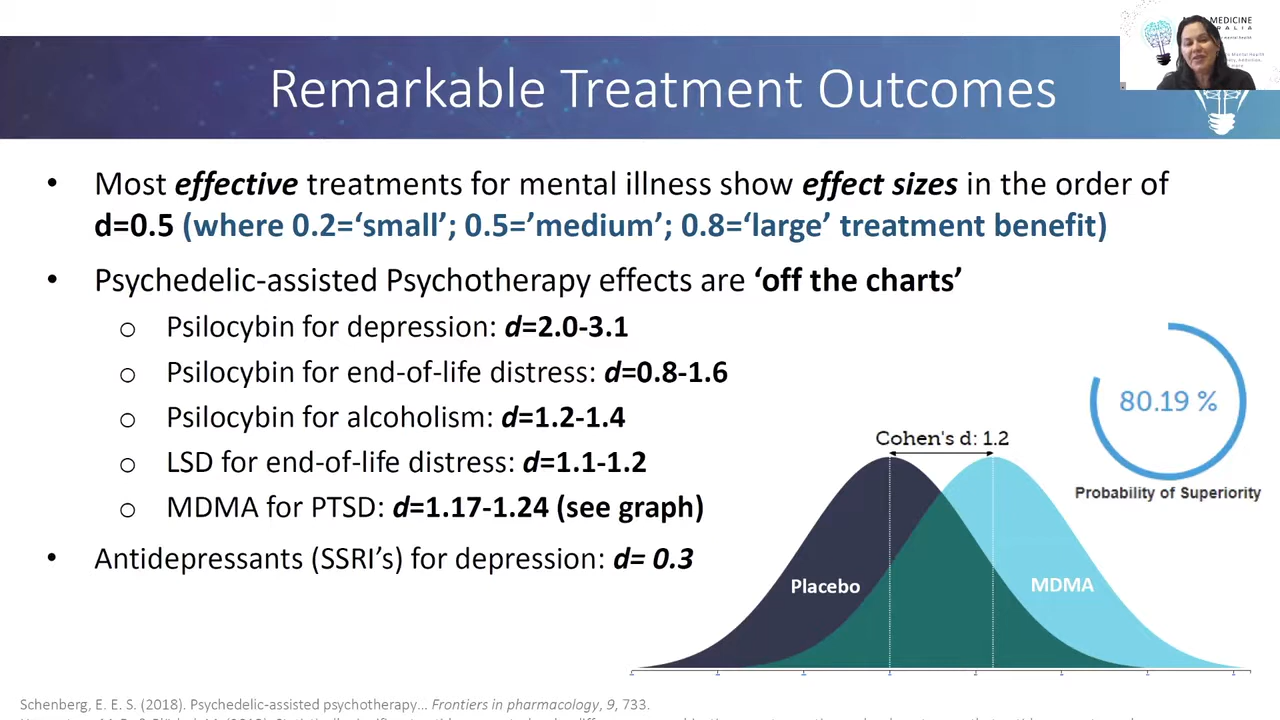 MEDICINE
Remarkable Treatment Outcomes
• Most effective treatments for mental illness show effect sizes in the order of
d=0.5 (where 0.2=‘small’; 0.5=’medium’; 0.8=‘large’ treatment benefit)
• Psychedelic-assisted Psychotherapy effects are ‘off the charts’
o Psilocybin for depression: d=2.0-3.1
o Psilocybin for end-of-life distress: d=0.8-1.6
o Psilocybin for alcoholism: d=1.2-1.4
o LSD for end-of-life distress: d=1.1-1.2
o MDMA for PTSD: d=1.17-1.24 (see graph)
• Antidepressants (SSRI’s) for depression: d= 0.3
80.19 %
Probability of Superiority
Cohen's d: 1.2
Placebo
MDMA
Schenberg, E. E. S. (2018). Psychedelic-assisted psychotherapy… Frontiers in pharmacology, 9, 733.